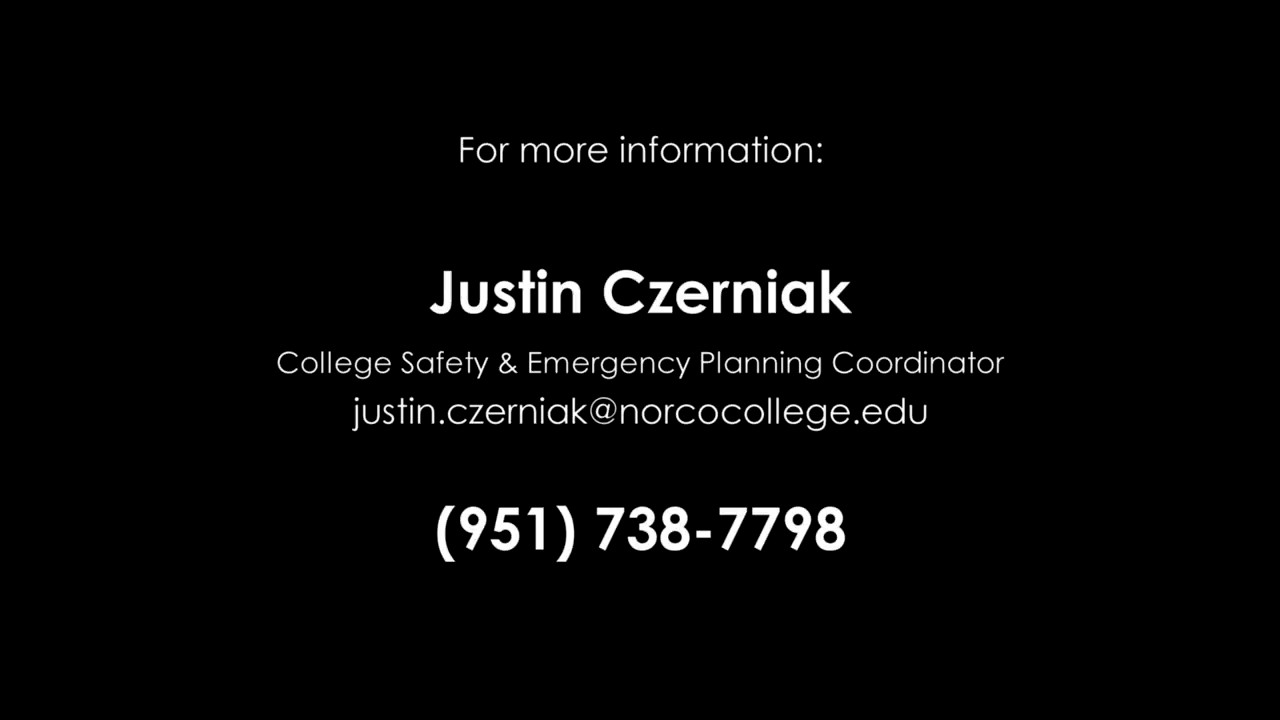 For more information:
Justin Czerniak
College Safety & Emergency Planning Coordinator
justin.czerniak@norcocollege.edu
(951) 738-7798